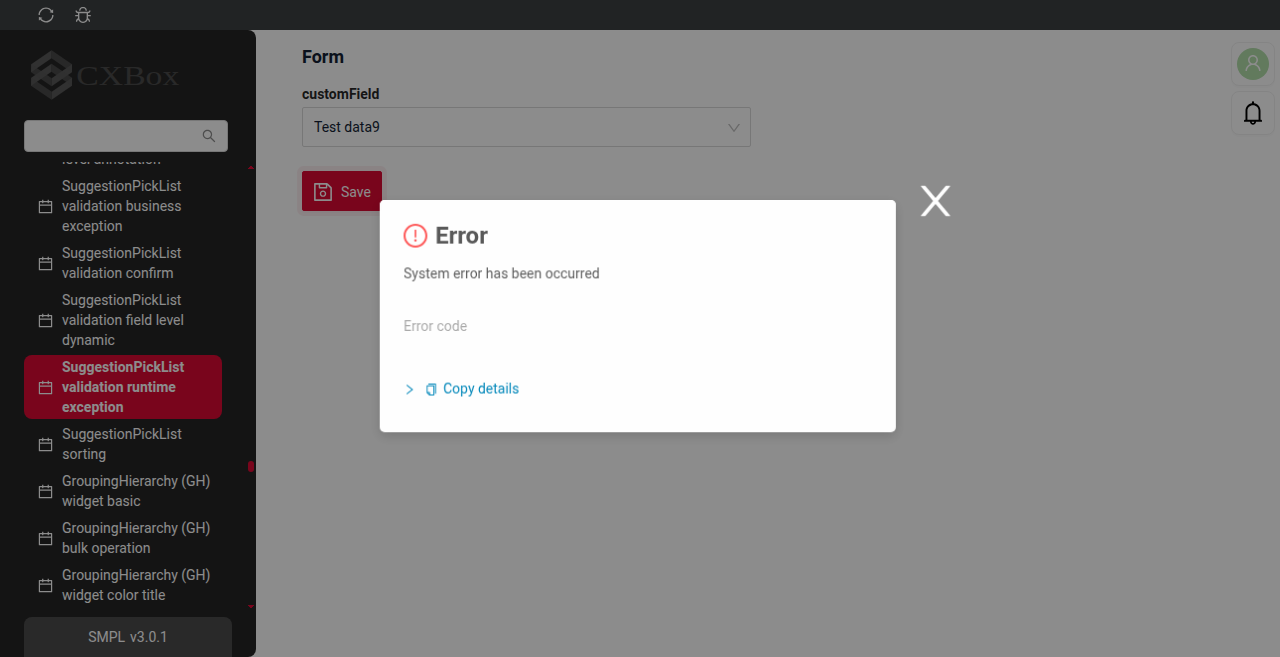 CXBox
level annotation
SuggestionPickList
validation business
exception
SuggestionPickList
validation confirm
SuggestionPickList
validation field level
dynamic
SuggestionPickList
validation runtime
exception
SuggestionPickList
sorting
GroupingHierarchy (GH)
widget basic
GroupingHierarchy (GH)
bulk operation
GroupingHierarchy (GH)
widget color title
SMPL v3.0.1
Form
customField
Test data9
Save
Error
System error has been occurred
Error code
Copy details